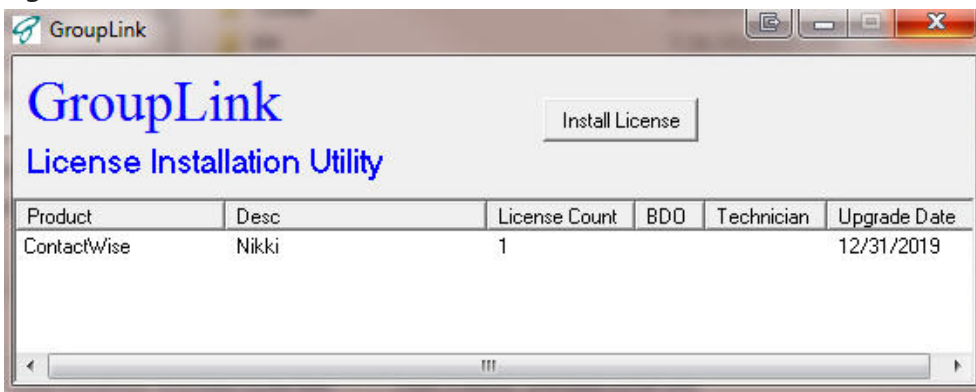 GroupLink
GroupLink
Install License
License Installation Utility
Product Desc License Count BDO Technician Upgrade Date
ContactWise Nikki 1 12/31/2019